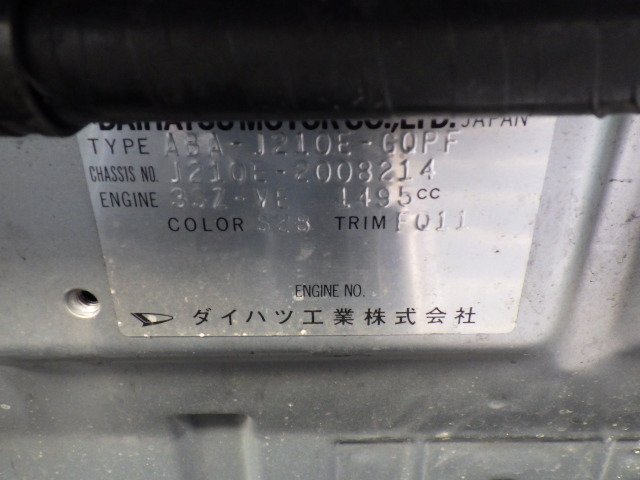 DAIHATSU MOTOR CO.,LTD. JAPAN
TYPE ABA-J210E-GQPF
CHASSIS NO. J210E-2008214
ENGINE 3SZ-VE 1495cc
COLOR S28 TRIM FQ11
ENGINE NO.
ダイハツ工業株式会社